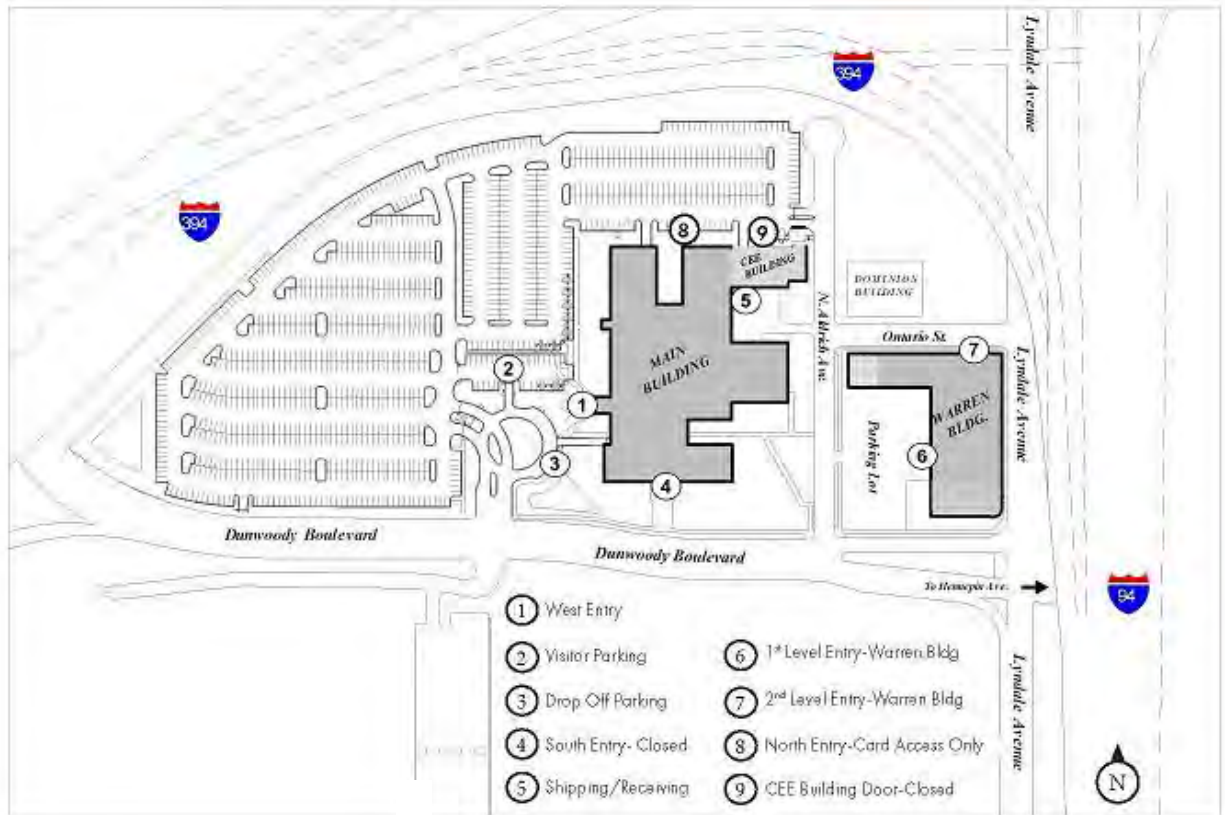 Lyndale Avenue
394
394
8
9
CEE
BUILDING
5
DOMINION
BUILDING
N. Aldrich Ave.
Ontario St.
7
Lyndale Avenue
MAIN
BUILDING
2
1
WARREN
BLDG.
Parking Lot
6
3
4
Dunwoody Boulevard
Dunwoody Boulevard
To Hennepin Ave.
94
1 West Entry
2 Visitor Parking
3 Drop Off Parking
4 South Entry- Closed
5 Shipping/Receiving
6 1st Level Entry-Warren Bldg
7 2nd Level Entry-Warren Bldg
8 North Entry-Card Access Only
9 CEE Building Door-Closed
Lyndale Avenue
N